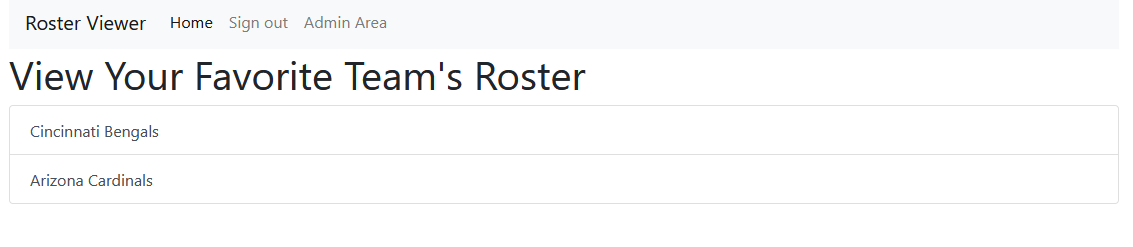 Roster Viewer Home Sign out Admin Area
View Your Favorite Team's Roster
Cincinnati Bengals
Arizona Cardinals